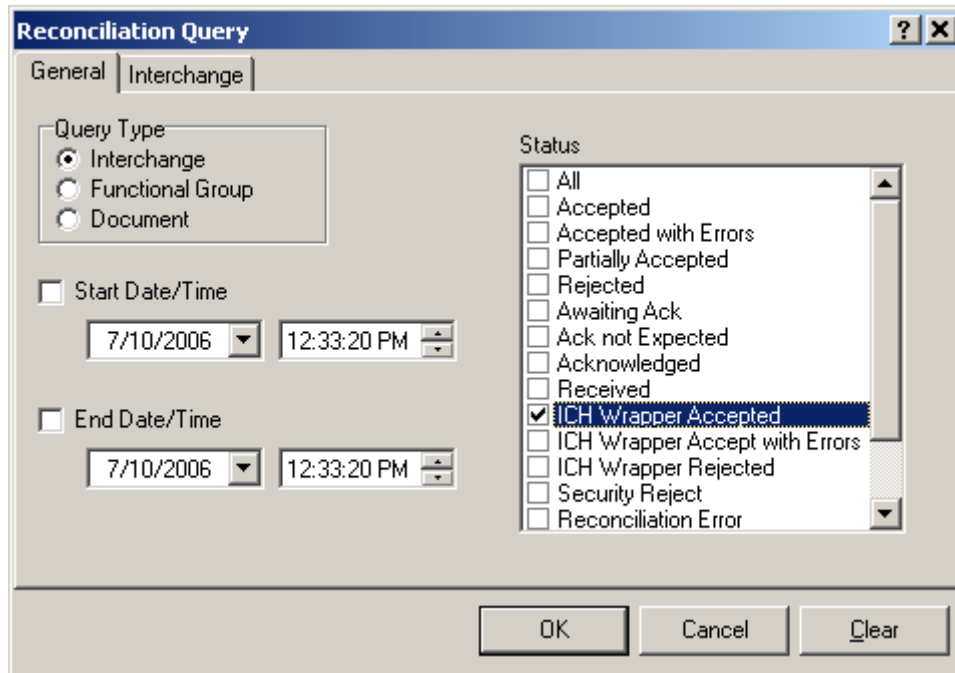 Reconciliation Query
General
Interchange
Query Type
Interchange
Functional Group
Document
Start Date/Time
7/10/2006
12:33:20 PM
End Date/Time
7/10/2006
12:33:20 PM
Status
All
Accepted
Accepted with Errors
Partially Accepted
Rejected
Awaiting Ack
Ack not Expected
Acknowledged
Received
ICH Wrapper Accepted
ICH Wrapper Accept with Errors
ICH Wrapper Rejected
Security Reject
Reconciliation Error
OK
Cancel
Clear